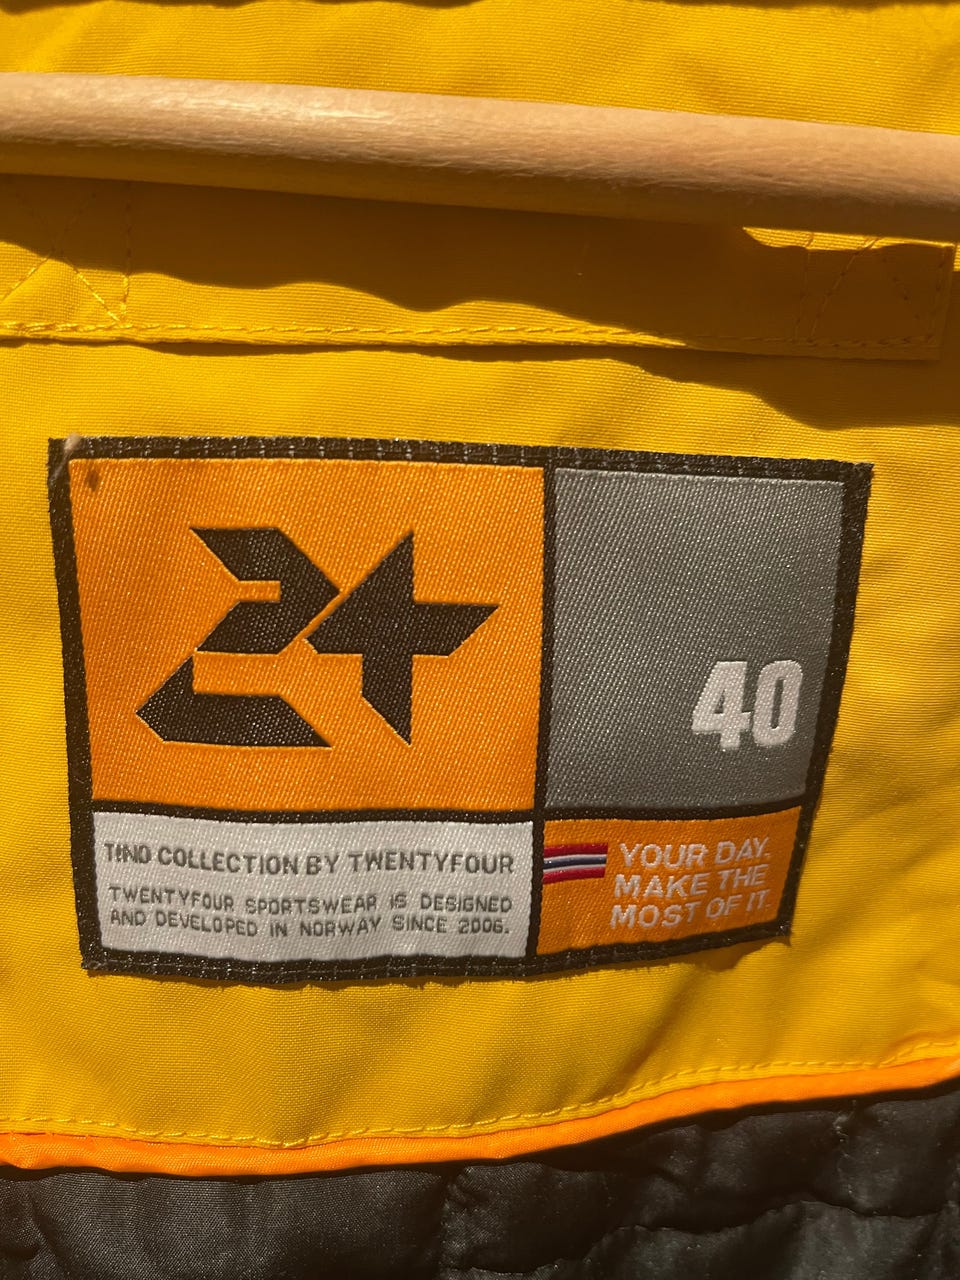 24
40
TIND COLLECTION BY TWENTYFOUR
TWENTYFOUR SPORTSWEAR IS DESIGNED
AND DEVELOPED IN NORWAY SINCE 2006.
YOUR DAY.
MAKE THE
MOST OF IT.